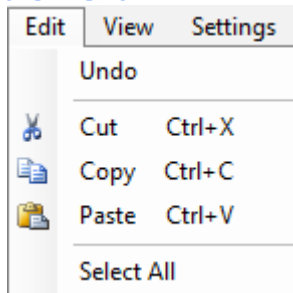 Edit View Settings
Undo
Cut Ctrl+X
Copy Ctrl+C
Paste Ctrl+V
Select All